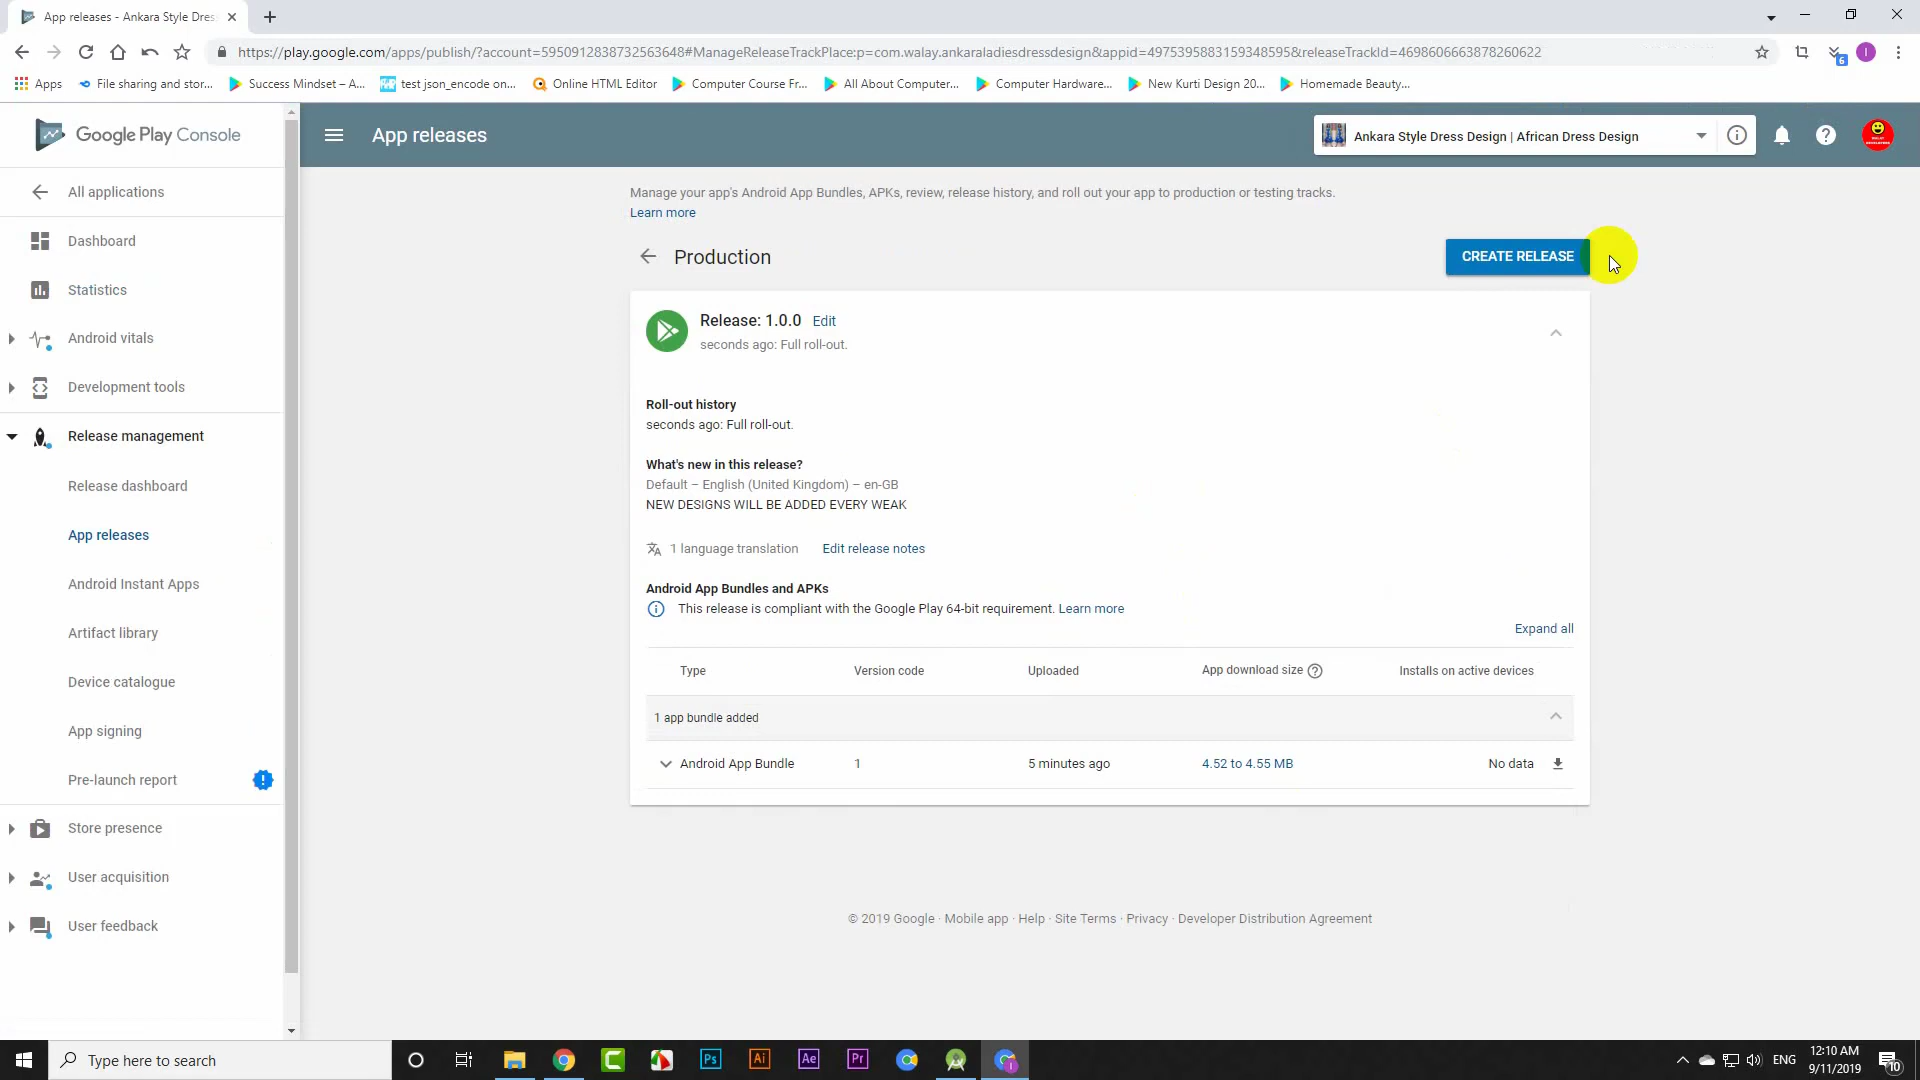 App releases - Ankara Style Dres
https://play.google.com/apps/publish/?account=5950912838732563648#ManageReleaseTrackPlace:p=com.walay.ankaraladiesdressdesign&appid=4975395883159348595&releaseTrackId=4698606663878260622
6
I
Apps
File sharing and stor...
Success Mindset – A...
test json_encode on...
Online HTML Editor
Computer Course Fr...
All About Computer...
Computer Hardware...
New Kurti Design 20...
Homemade Beauty...
Google Play Console
App releases
Ankara Style Dress Design | African Dress Design
All applications
Dashboard
Statistics
Android vitals
Development tools
Release management
Release dashboard
App releases
Android Instant Apps
Artifact library
Device catalogue
App signing
Pre-launch report
Store presence
User acquisition
User feedback
Manage your app's Android App Bundles, APKs, review, release history, and roll out your app to production or testing tracks.
Learn more
Production
CREATE RELEASE
Release: 1.0.0 Edit
seconds ago: Full roll-out.
Roll-out history
seconds ago: Full roll-out.
What's new in this release?
Default – English (United Kingdom) – en-GB
NEW DESIGNS WILL BE ADDED EVERY WEAK
1 language translation Edit release notes
Android App Bundles and APKs
This release is compliant with the Google Play 64-bit requirement. Learn more
Expand all
Type Version code Uploaded App download size Installs on active devices
1 app bundle added
Android App Bundle 1 5 minutes ago 4.52 to 4.55 MB No data
© 2019 Google · Mobile app · Help · Site Terms · Privacy · Developer Distribution Agreement
Type here to search
Ps
Ai
Ae
Pr
I
ENG
12:10 AM
9/11/2019
10